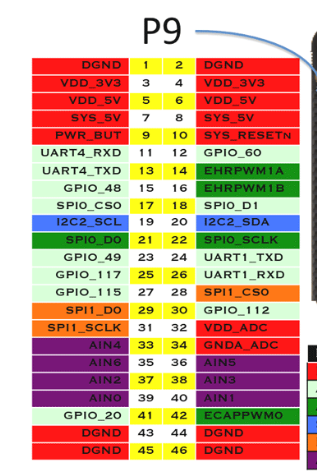 P9
DGND 1 2 DGND
VDD_3V3 3 4 VDD_3V3
VDD_5V 5 6 VDD_5V
SYS_5V 7 8 SYS_5V
PWR_BUT 9 10 SYS_RESETN
UART4_RXD 11 12 GPIO_60
UART4_TXD 13 14 EHRPWM1A
GPIO_48 15 16 EHRPWM1B
SPI0_CS0 17 18 SPI0_D1
I2C2_SCL 19 20 I2C2_SDA
SPI0_D0 21 22 SPI0_SCLK
GPIO_49 23 24 UART1_TXD
GPIO_117 25 26 UART1_RXD
GPIO_115 27 28 SPI1_CS0
SPI1_D0 29 30 GPIO_112
SPI1_SCLK 31 32 VDD_ADC
AIN4 33 34 GNDA_ADC
AIN6 35 36 AIN5
AIN2 37 38 AIN3
AIN0 39 40 AIN1
GPIO_20 41 42 ECAPPWM0
DGND 43 44 DGND
DGND 45 46 DGND